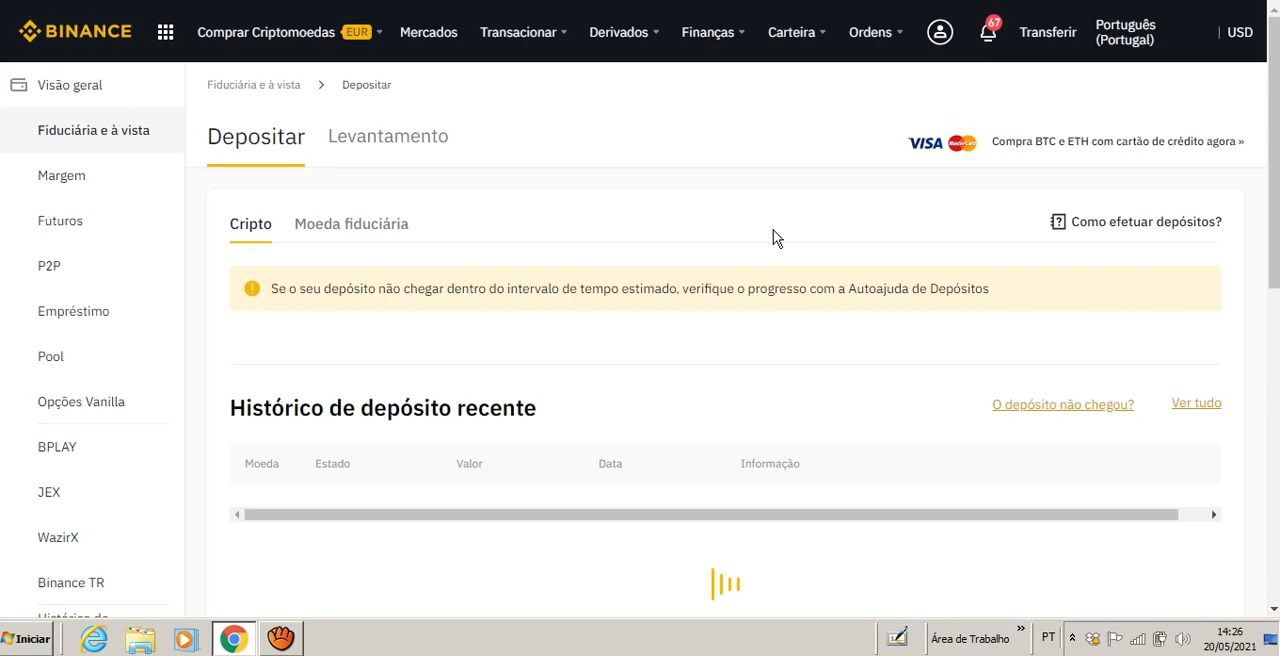 BINANCE
Comprar Criptomoedas EUR
Mercados
Transacionar
Derivados
Finanças
Carteira
Ordens
67
Transferir
Português
(Portugal)
USD
Visão geral
Fiduciária e à vista
Margem
Futuros
P2P
Empréstimo
Pool
Opções Vanilla
BPLAY
JEX
WazirX
Binance TR
Fiduciária e à vista > Depositar
Depositar
Levantamento
VISA MasterCard Compra BTC e ETH com cartão de crédito agora »
Cripto
Moeda fiduciária
Como efetuar depósitos?
Se o seu depósito não chegar dentro do intervalo de tempo estimado, verifique o progresso com a Autoajuda de Depósitos
Histórico de depósito recente
O depósito não chegou?
Ver tudo
Moeda Estado Valor Data Informação
Iniciar
Área de Trabalho »
PT
14:26
20/05/2021